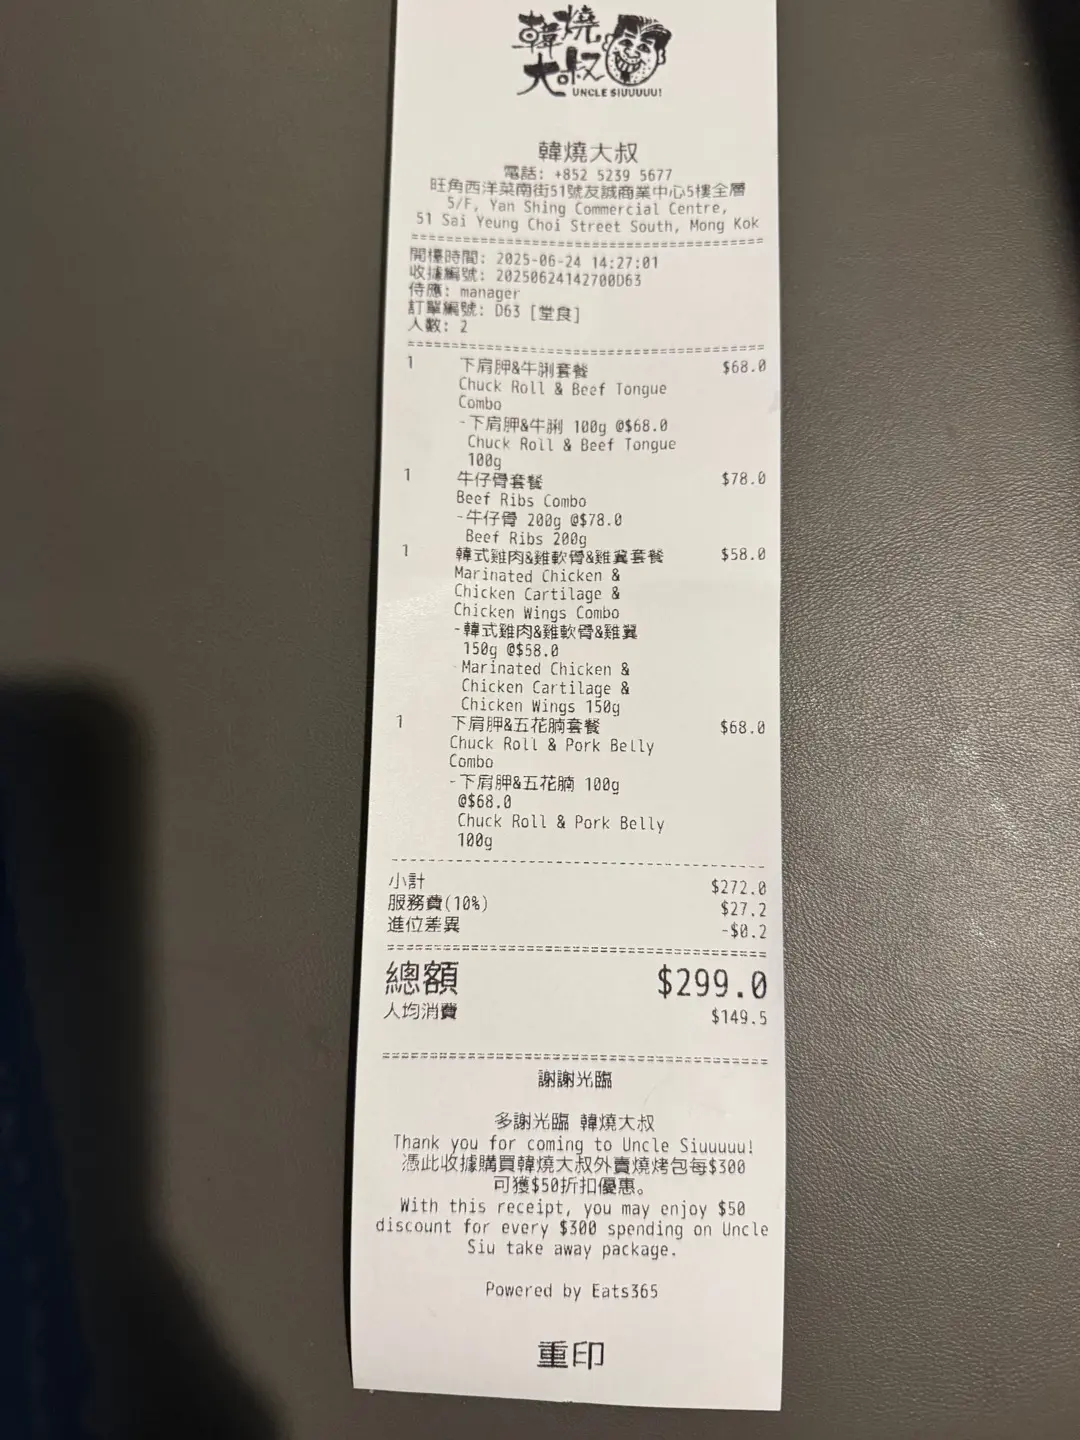 韓燒
大叔
UNCLE SIUUUUU!
韓燒大叔
電話: +852 5239 5677
旺角西洋菜南街51號友誠商業中心5樓全層
5/F, Yan Shing Commercial Centre,
51 Sai Yeung Choi Street South, Mong Kok
開檯時間: 2025-06-24 14:27:01
收據編號: 20250624142700D63
侍應: manager
訂單編號: D63 [堂食]
人數: 2
1 下肩胛&牛脷套餐 $68.0
Chuck Roll & Beef Tongue
Combo
-下肩胛&牛脷 100g @$68.0
Chuck Roll & Beef Tongue
100g
1 牛仔骨套餐 $78.0
Beef Ribs Combo
-牛仔骨 200g @$78.0
Beef Ribs 200g
1 韓式雞肉&雞軟骨&雞翼套餐 $58.0
Marinated Chicken &
Chicken Cartilage &
Chicken Wings Combo
-韓式雞肉&雞軟骨&雞翼
150g @$58.0
Marinated Chicken &
Chicken Cartilage &
Chicken Wings 150g
1 下肩胛&五花腩套餐 $68.0
Chuck Roll & Pork Belly
Combo
-下肩胛&五花腩 100g
@$68.0
Chuck Roll & Pork Belly
100g
小計 $272.0
服務費(10%) $27.2
進位差異 -$0.2
總額 $299.0
人均消費 $149.5
謝謝光臨
多謝光臨 韓燒大叔
Thank you for coming to Uncle Siuuuuu!
憑此收據購買韓燒大叔外賣燒烤包每$300
可獲$50折扣優惠。
With this receipt, you may enjoy $50
discount for every $300 spending on Uncle
Siu take away package.
Powered by Eats365
重印